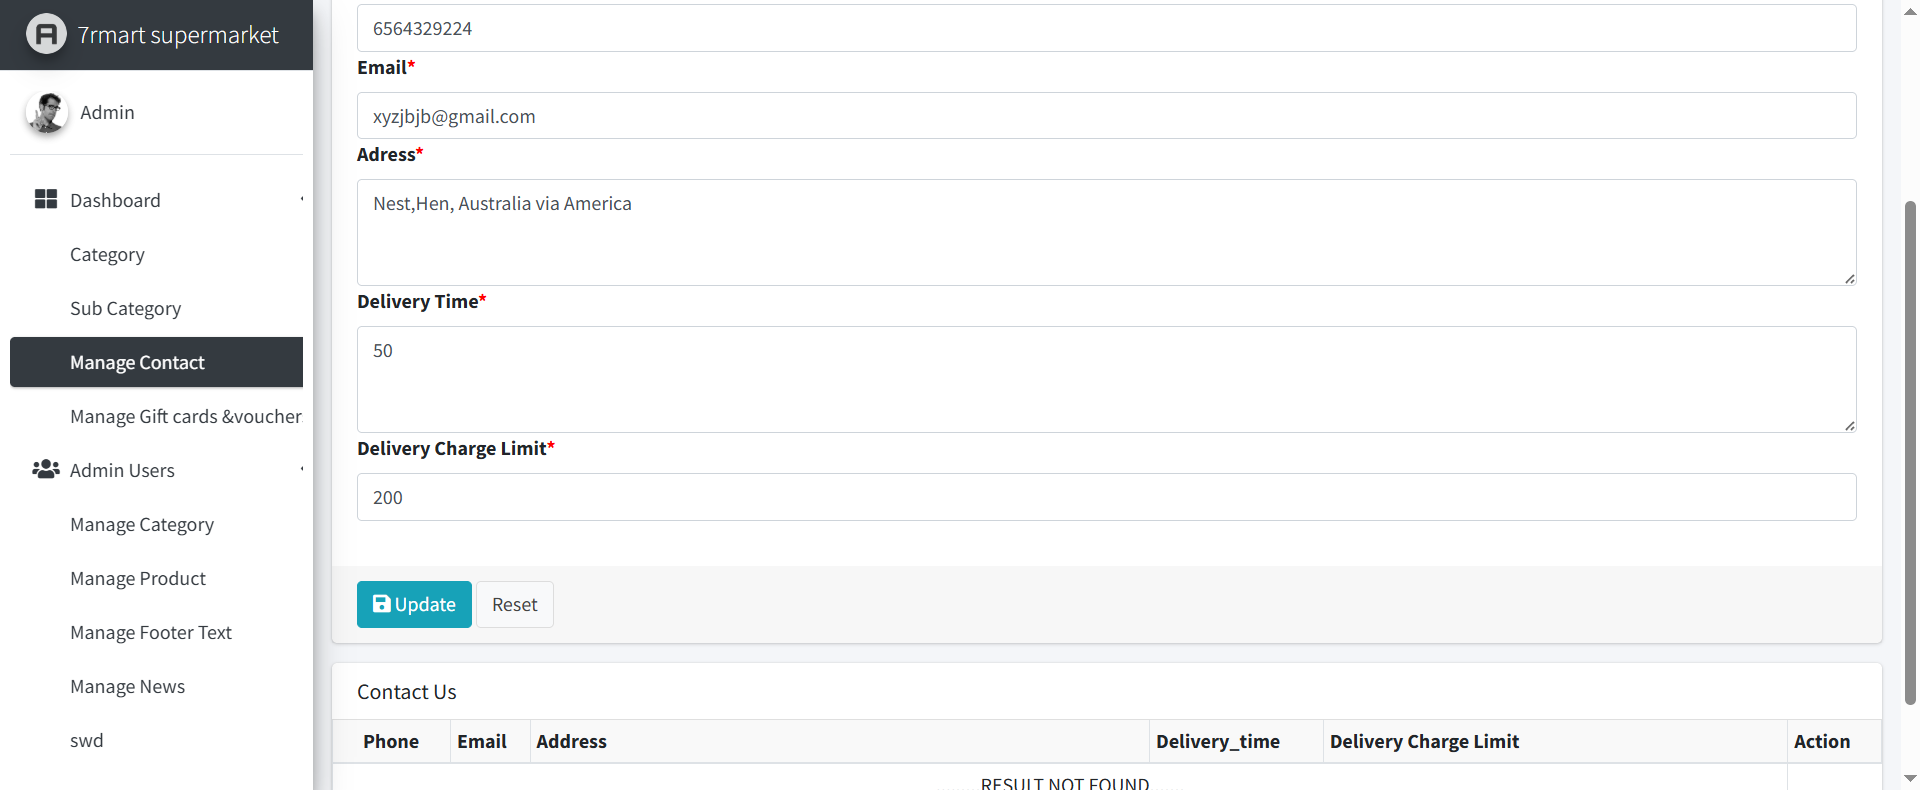 7rmart supermarket
Admin
Dashboard
Category
Sub Category
Manage Contact
Manage Gift cards &voucher
Admin Users
Manage Category
Manage Product
Manage Footer Text
Manage News
swd
6564329224
Email*
xyzjbjb@gmail.com
Adress*
Nest,Hen, Australia via America
Delivery Time*
50
Delivery Charge Limit*
200
Update Reset
Contact Us
Phone Email Address Delivery_time Delivery Charge Limit Action
.........RESULT NOT FOUND.......